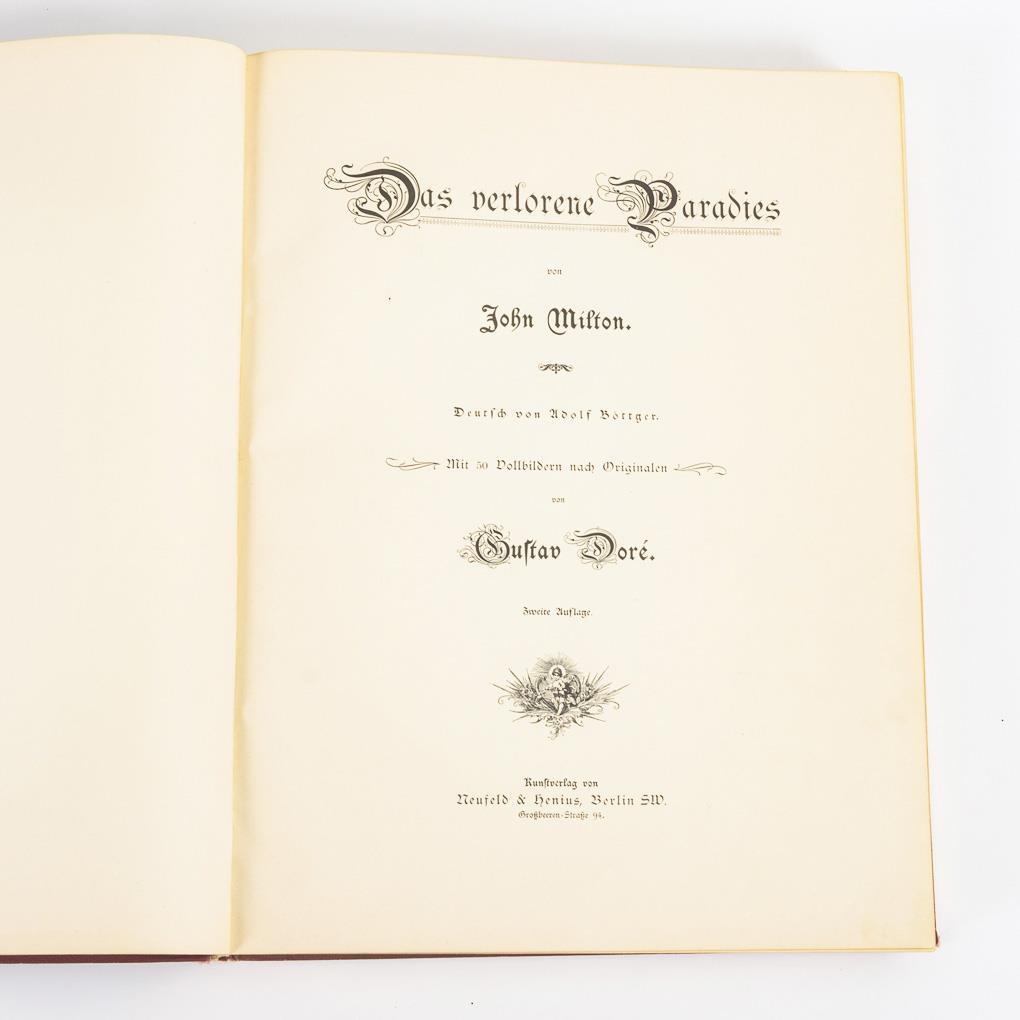 Das verlorene Paradies
von
John Milton.
Deutsch von Adolf Böttger.
Mit 50 Vollbildern nach Originalen
von
Gustav Doré.
Zweite Auflage.
Kunstverlag von
Neufeld & Henius, Berlin SW.
Großbeeren-Straße 94.